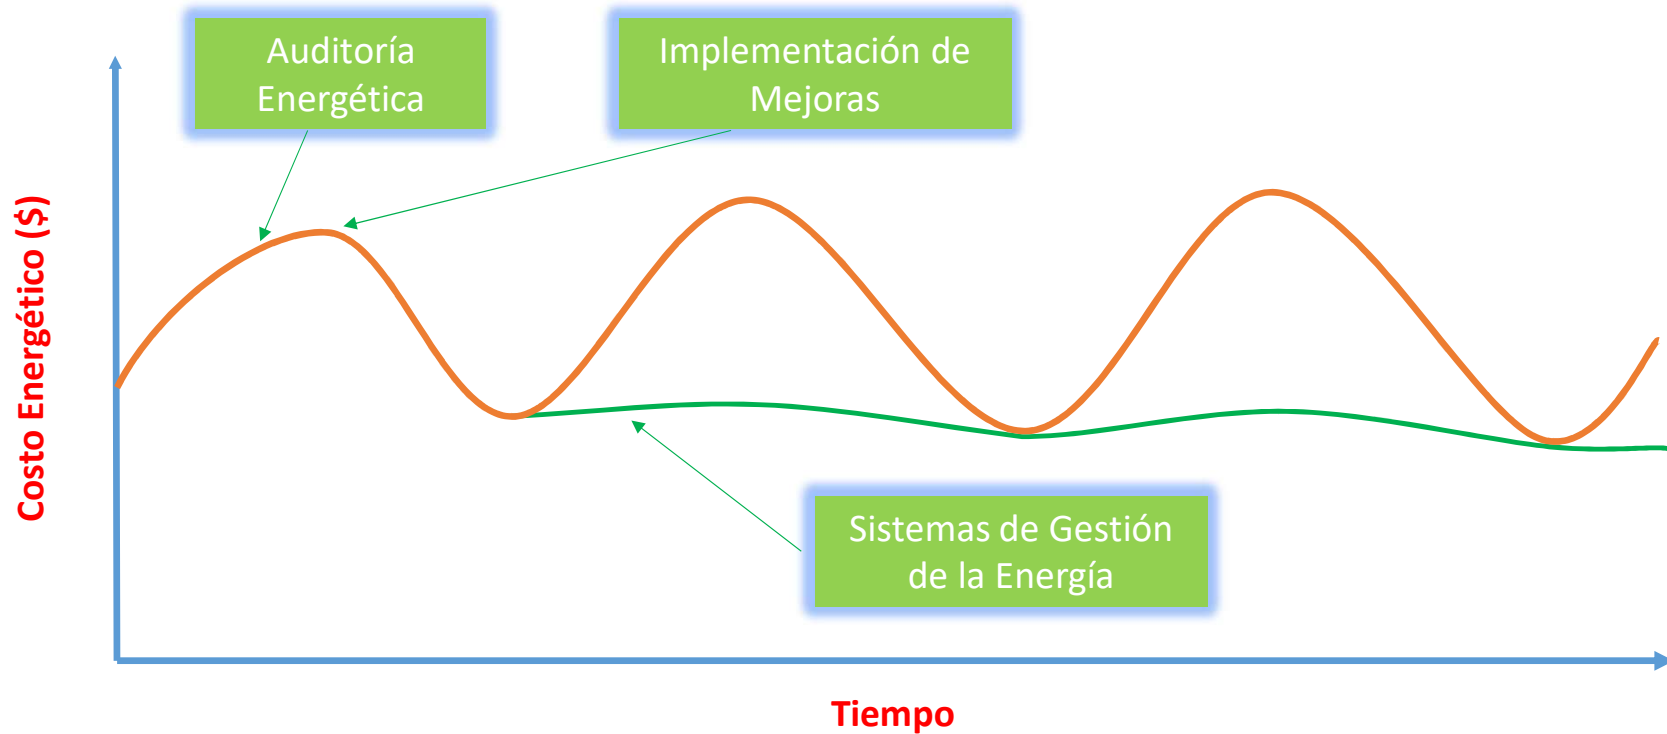 Auditoría
Energética
Implementación de
Mejoras
Costo Energético ($)
Sistemas de Gestión
de la Energía
Tiempo